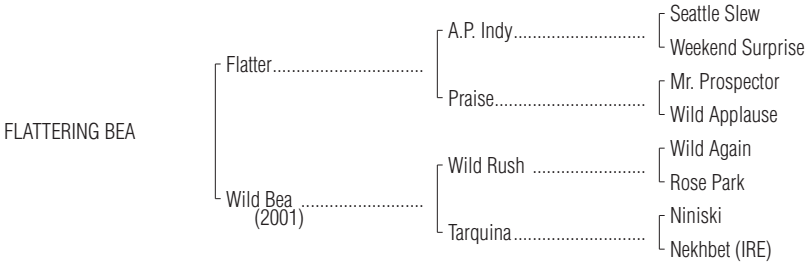 Seattle Slew
A.P. Indy..............................
Weekend Surprise
Flatter...................................
Mr. Prospector
Praise...................................
Wild Applause
FLATTERING BEA
Wild Again
Wild Rush ..........................
Rose Park
Wild Bea ............................
(2001)
Niniski
Tarquina..............................
Nekhbet (IRE)